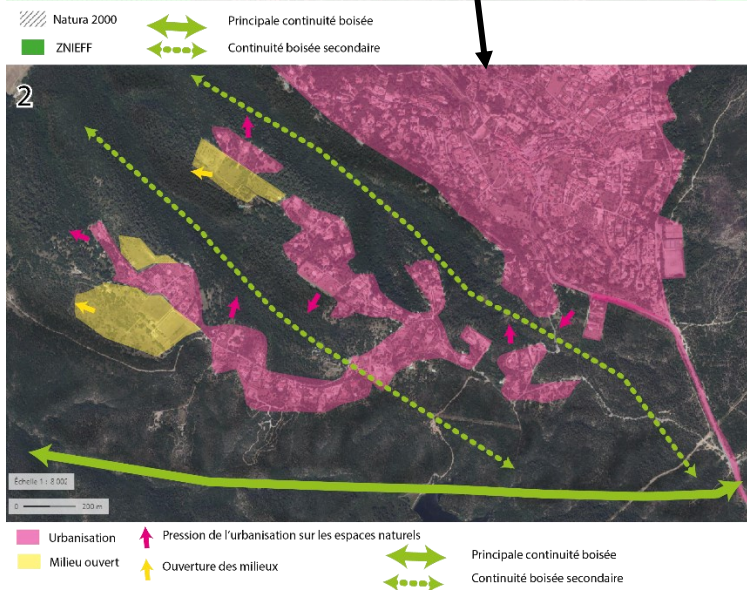 Natura 2000
Principale continuité boisée
ZNIEFF
Continuité boisée secondaire
2
Échelle 1 : 8 000
0
200 m
Urbanisation
Pression de l'urbanisation sur les espaces naturels
Milieu ouvert
Ouverture des milieux
Principale continuité boisée
Continuité boisée secondaire